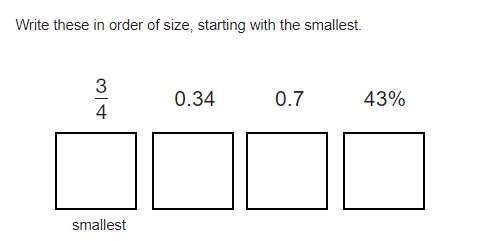 Write these in order of size, starting with the smallest.
3/4 0.34 0.7 43%
smallest